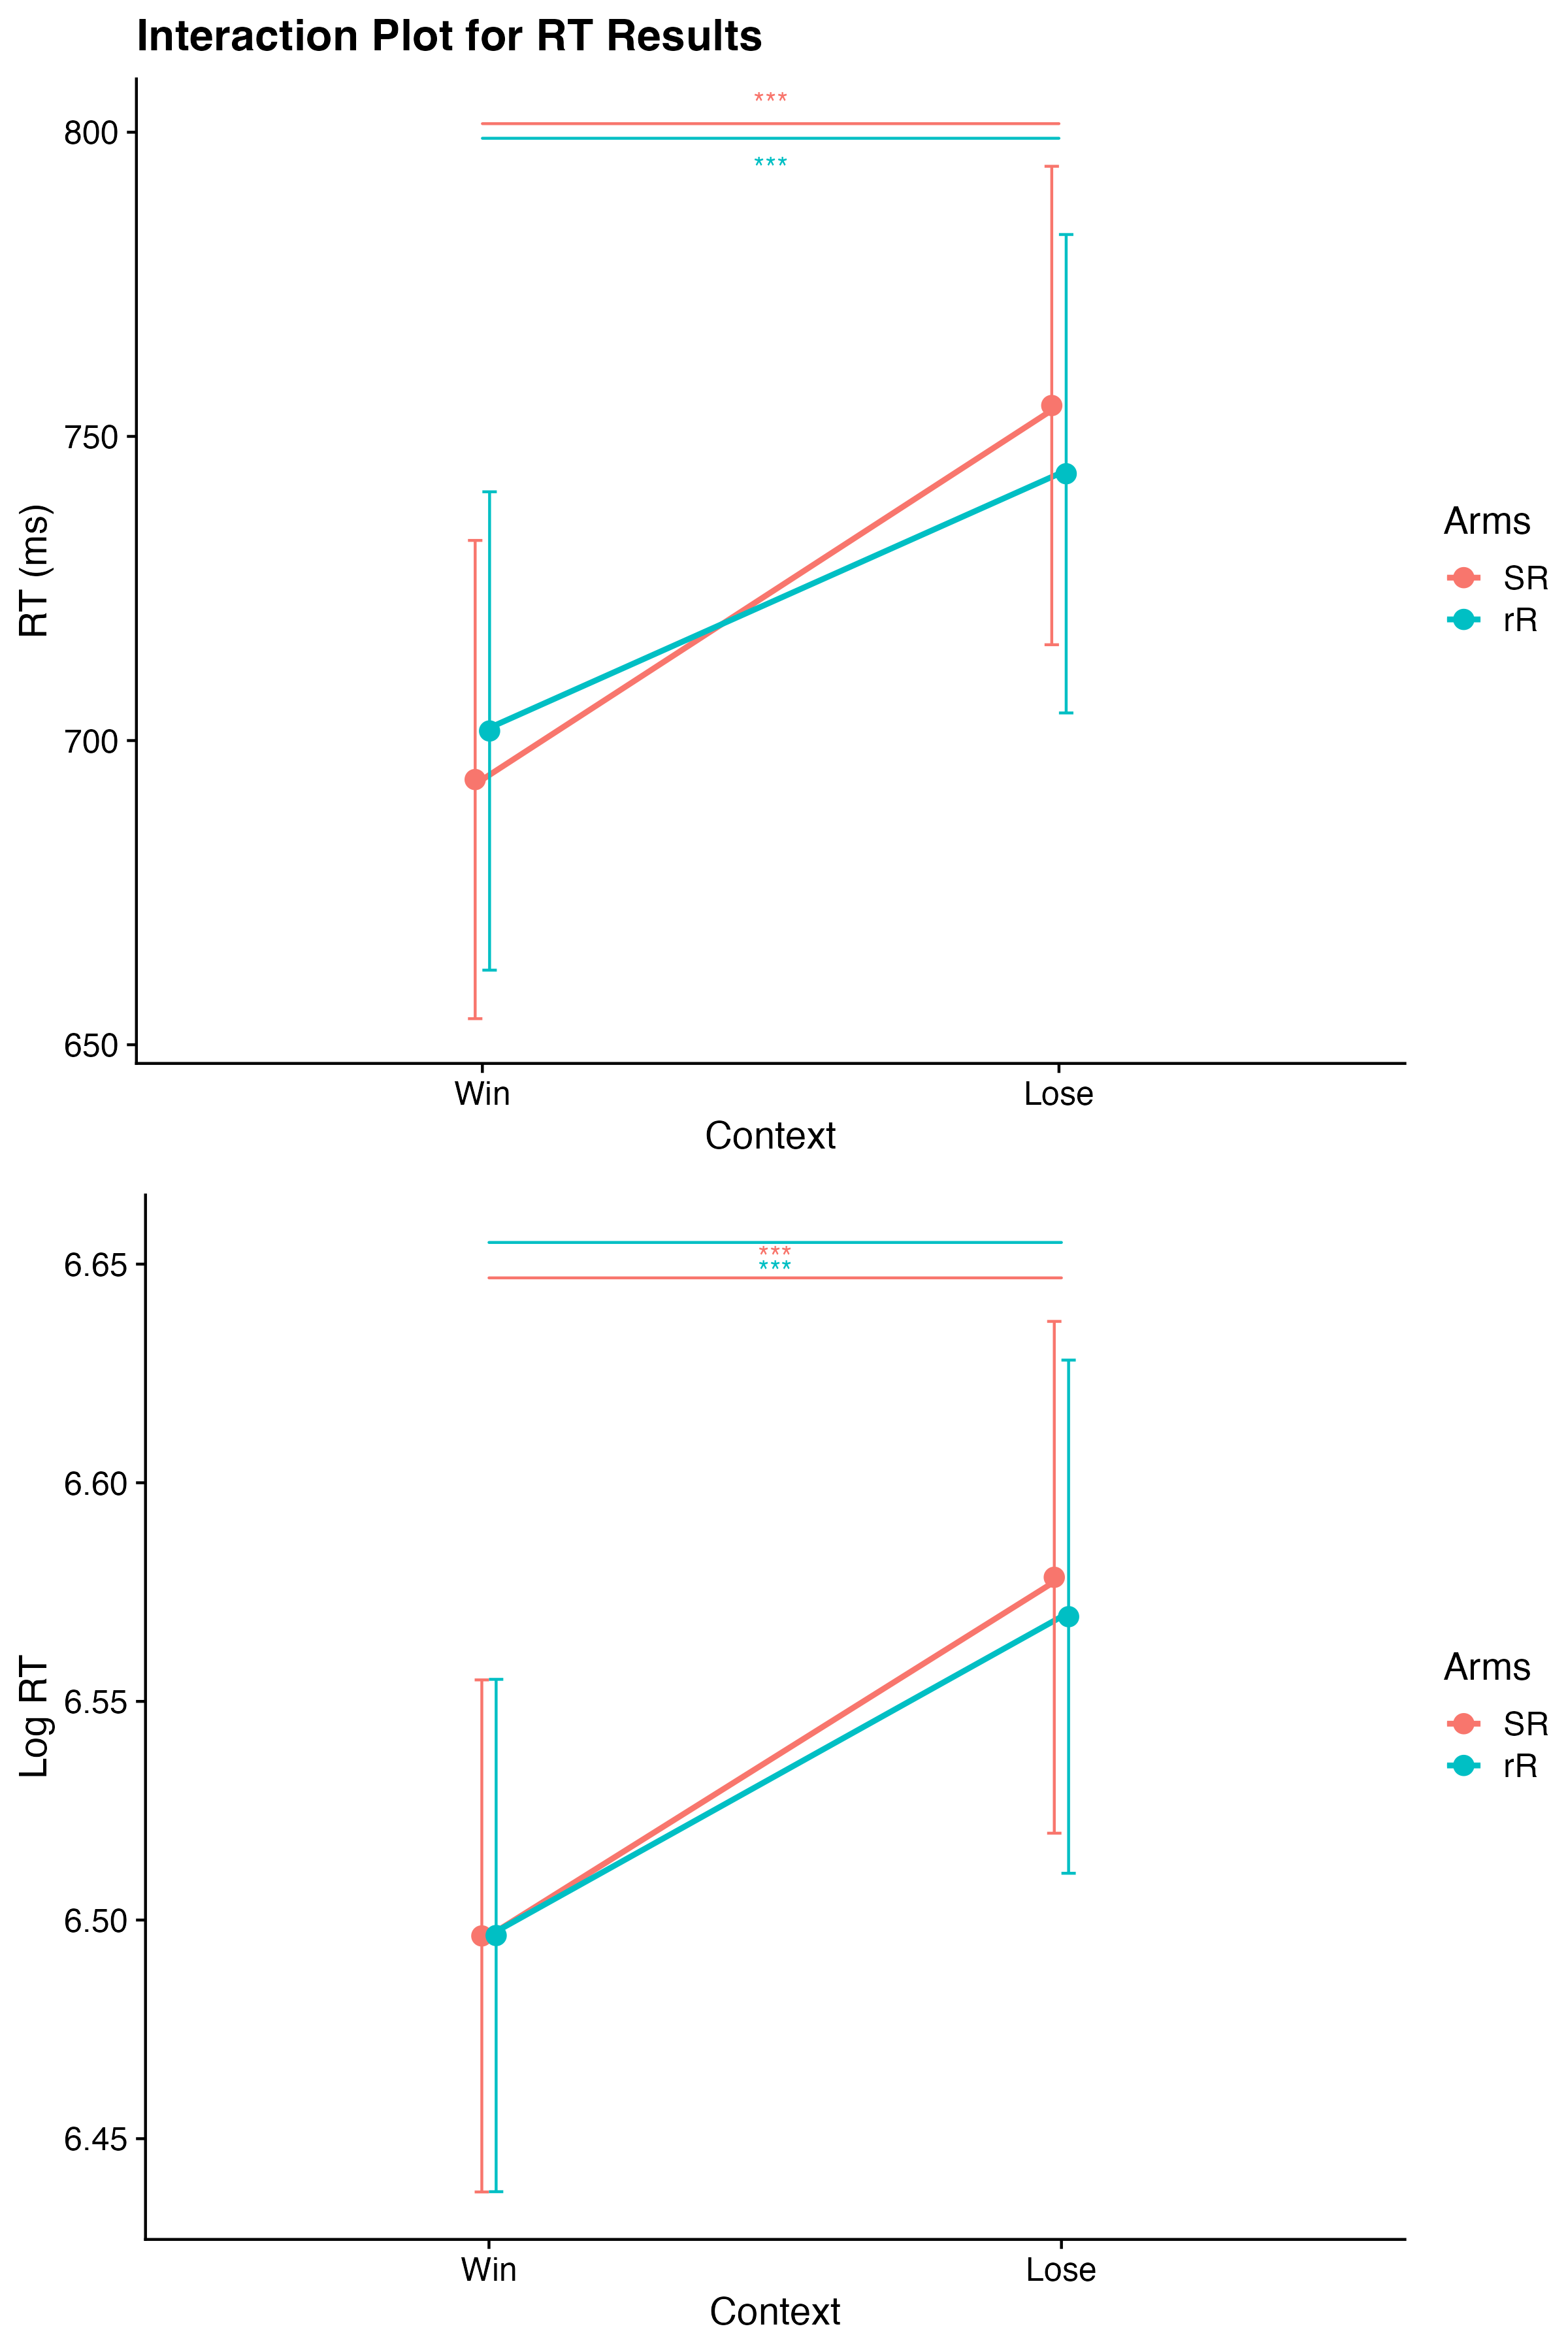 Interaction Plot for RT Results
***
***
800
750
700
650
RT (ms)
Win
Lose
Context
Arms
SR
rR
***
***
6.65
6.60
6.55
6.50
6.45
Log RT
Win
Lose
Context
Arms
SR
rR